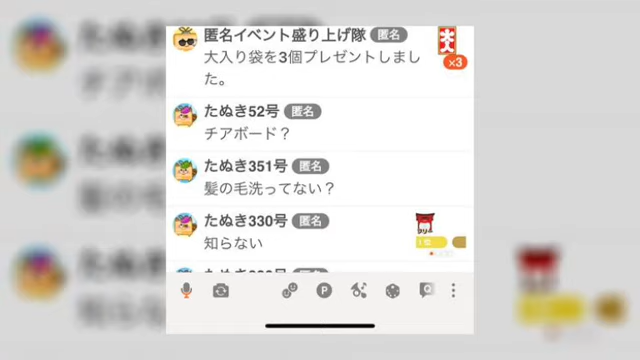 匿名イベント盛り上げ隊 匿名
大入り袋を3個プレゼントしまし
た。
×3
たぬき52号 匿名
チアボード？
たぬき351号 匿名
髪の毛洗ってない？
たぬき330号 匿名
知らない